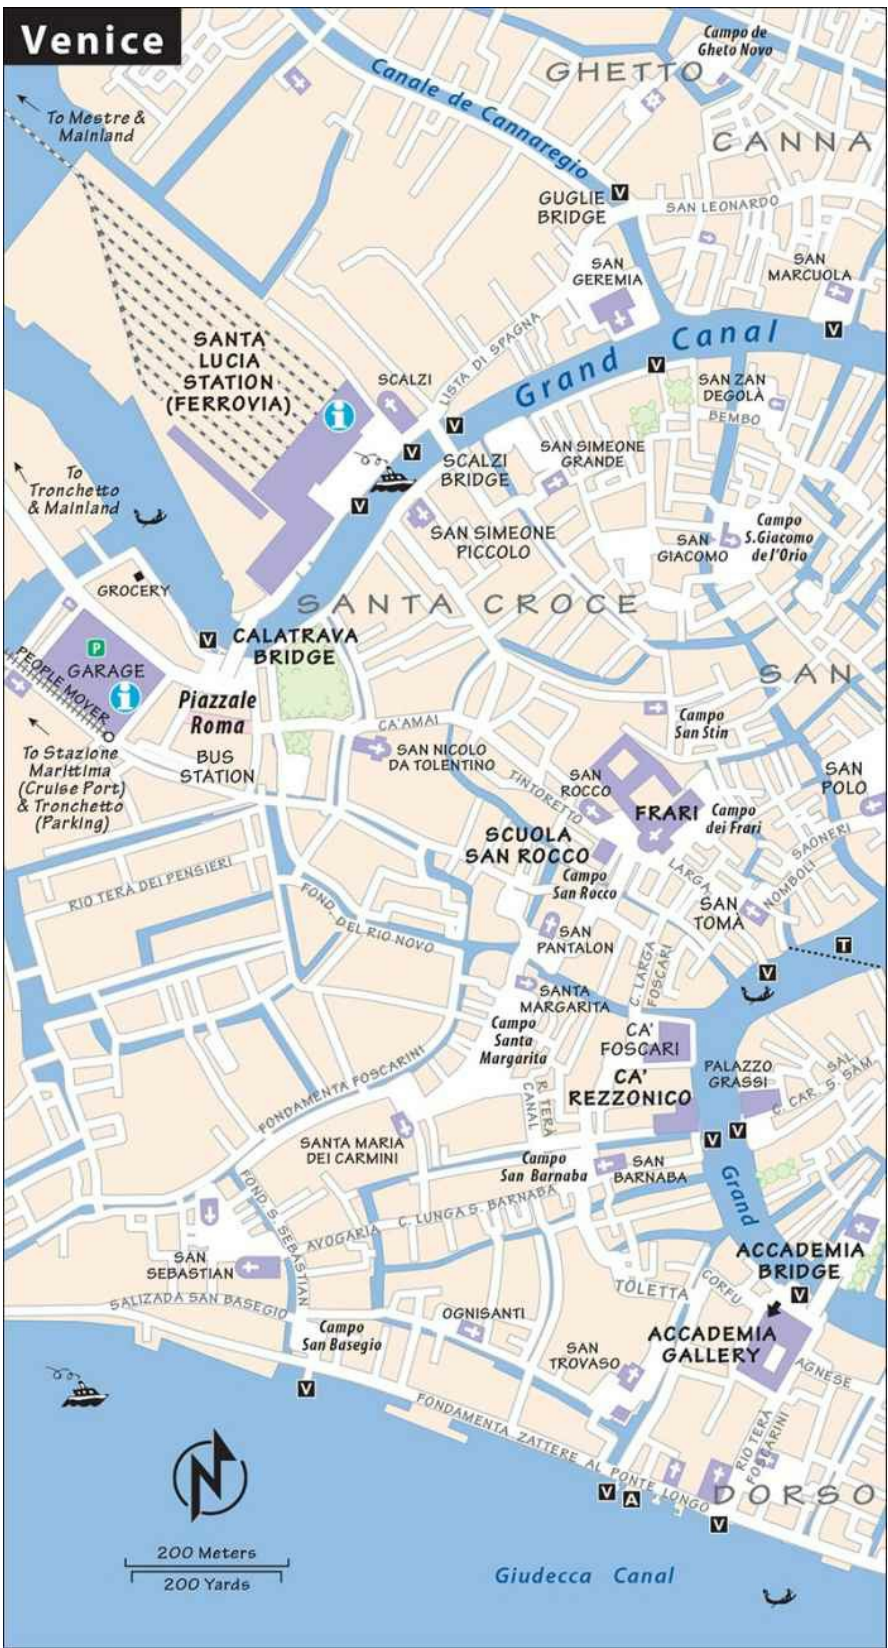 Venice
Campo de
Gheto Novo
GHETTO
Canale de Cannaregio
To Mestre &
Mainland
CANNA
GUGLIE
BRIDGE
V
SAN LEONARDO
SAN
GEREMIA
SAN
MARCUOLA
V
Grand Canal
V
SANTA
LUCIA
STATION
(FERROVIA)
i
SCALZI
LISTA DI SPAGNA
SAN ZAN
DEGOLÀ
BEMBO
V
V
V
SCALZI
BRIDGE
SAN SIMEONE
GRANDE
To
Tronchetto
& Mainland
SAN SIMEONE
PICCOLO
SAN
GIACOMO
Campo
S.Giacomo
de l'Orio
GROCERY
SANTA CROCE
V
CALATRAVA
BRIDGE
P
GARAGE
i
PEOPLE MOVER
Piazzale
Roma
BUS
STATION
SAN
CA'AMAI
Campo
San Stin
SAN NICOLO
DA TOLENTINO
To Stazione
Marittima
(Cruise Port)
& Tronchetto
(Parking)
TINTORETTO
SAN
ROCCO
FRARI
Campo
dei Frari
SAN
POLO
SCUOLA
SAN ROCCO
Campo
San Rocco
SAONERI
NOMBOLI
LARGA
SAN
TOMÀ
RIO TERÀ DEI PENSIERI
FOND. DEL RIO NOVO
SAN
PANTALON
C. LARGA
FOSCARI
T
V
SANTA
MARGARITA
Campo
Santa
Margarita
CA'
FOSCARI
CA'
REZZONICO
PALAZZO
GRASSI
SAL.
C. CAR. S. SAM.
FONDAMENTA FOSCARINI
R. TERÀ
CANAL
V
V
SANTA MARIA
DEI CARMINI
Campo
San Barnaba
SAN
BARNABA
Grand
FOND S. SEBASTIAN
AVOGARIA
C. LUNGA S. BARNABA
SAN
SEBASTIAN
ACCADEMIA
BRIDGE
V
TOLETTA
CORFU
SALIZADA SAN BASEGIO
Campo
San Basegio
OGNISANTI
SAN
TROVASO
ACCADEMIA
GALLERY
AGNESE
V
FONDAMENTA ZATTERE AL PONTE LONGO
RIO TERÀ
FOSCARINI
V
A
V
DORSO
N
200 Meters
200 Yards
Giudecca Canal